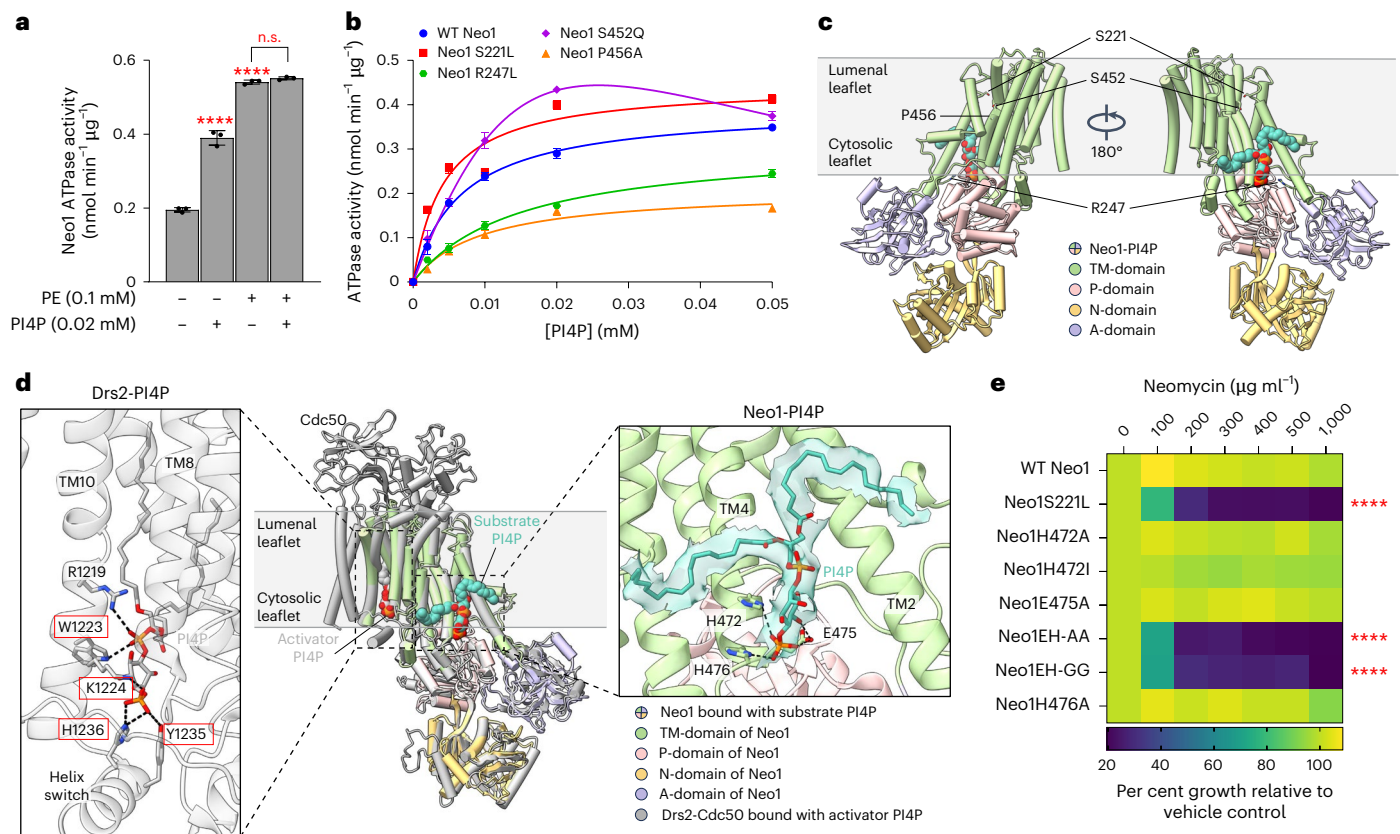 a
n.s.
****
****
0.6
0.4
0.2
0
Neo1 ATPase activity
(nmol min−1 µg−1)
PE (0.1 mM) − − + +
PI4P (0.02 mM) − + − +
b
WT Neo1
Neo1 S221L
Neo1 R247L
Neo1 S452Q
Neo1 P456A
0.5
0.4
0.3
0.2
0.1
0
ATPase activity (nmol min−1 µg−1)
0 0.01 0.02 0.03 0.04 0.05
[PI4P] (mM)
c
S221
S452
Lumenal
leaflet
P456
Cytosolic
leaflet
180°
R247
Neo1-PI4P
TM-domain
P-domain
N-domain
A-domain
d
Drs2-PI4P
TM10
TM8
R1219
W1223
PI4P
K1224
H1236
Y1235
Helix
switch
Cdc50
Lumenal
leaflet
Substrate
PI4P
Cytosolic
leaflet
Activator
PI4P
Neo1-PI4P
TM4
PI4P
TM2
H472
E475
H476
Neo1 bound with substrate PI4P
TM-domain of Neo1
P-domain of Neo1
N-domain of Neo1
A-domain of Neo1
Drs2-Cdc50 bound with activator PI4P
e
Neomycin (µg ml−1)
0 100 200 300 400 500 1,000
WT Neo1
Neo1S221L ****
Neo1H472A
Neo1H472I
Neo1E475A
Neo1EH-AA ****
Neo1EH-GG ****
Neo1H476A
20 40 60 80 100
Per cent growth relative to
vehicle control